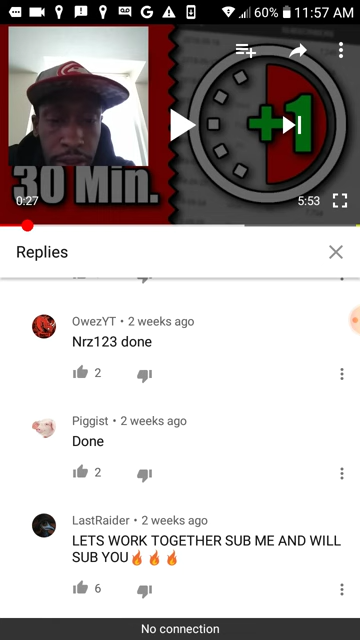 60% 11:57 AM
+1
30 Min.
0:27
5:53
Replies
OwezYT • 2 weeks ago
Nrz123 done
2
Piggist • 2 weeks ago
Done
2
LastRaider • 2 weeks ago
LETS WORK TOGETHER SUB ME AND WILL
SUB YOU🔥🔥🔥
6
No connection